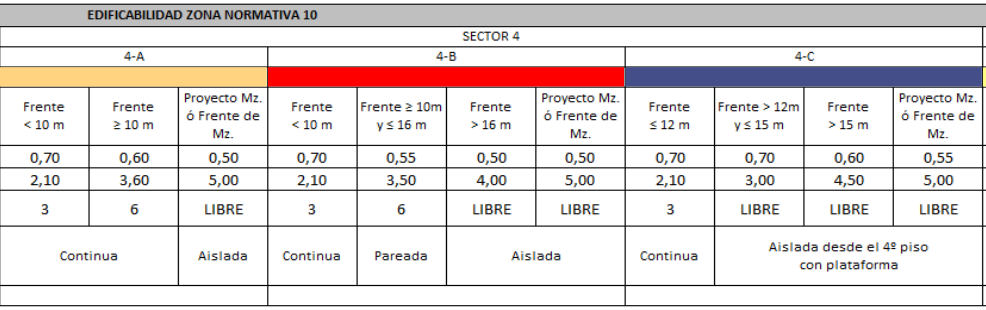 EDIFICABILIDAD ZONA NORMATIVA 10
SECTOR 4
4-A 4-B 4-C
Frente < 10 m Frente ≥ 10 m Proyecto Mz. ó Frente de Mz. Frente < 10 m Frente ≥ 10m y ≤ 16 m Frente > 16 m Proyecto Mz. ó Frente de Mz. Frente ≤ 12 m Frente > 12m y ≤ 15 m Frente > 15 m Proyecto Mz. ó Frente de Mz.
0,70 0,60 0,50 0,70 0,55 0,50 0,50 0,70 0,70 0,60 0,55
2,10 3,60 5,00 2,10 3,50 4,00 5,00 2,10 3,00 4,50 5,00
3 6 LIBRE 3 6 LIBRE LIBRE 3 LIBRE LIBRE LIBRE
Continua Aislada Continua Pareada Aislada Continua Aislada desde el 4º piso con plataforma